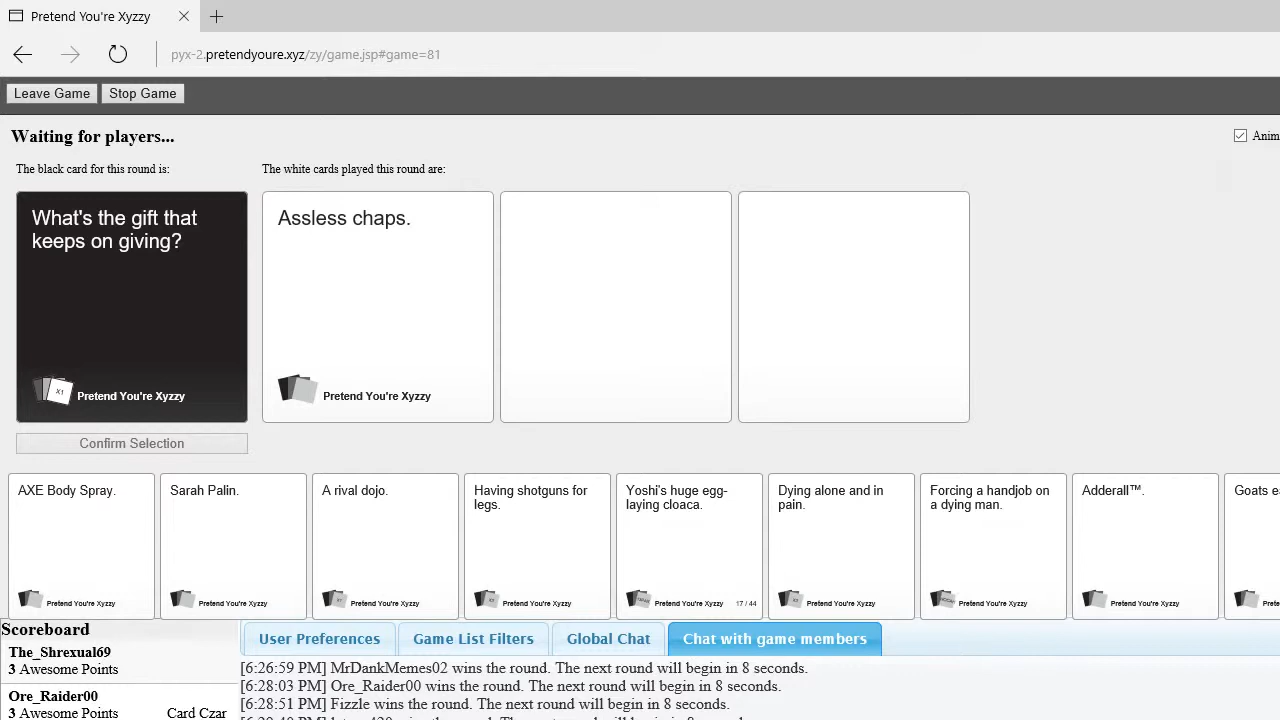 Pretend You're Xyzzy
pyx-2.pretendyoure.xyz/zy/game.jsp#game=81
Leave Game Stop Game
Waiting for players...
Anim
The black card for this round is: The white cards played this round are:
What's the gift that
keeps on giving?
X1
Pretend You're Xyzzy
Assless chaps.
Pretend You're Xyzzy
Confirm Selection
AXE Body Spray.
Pretend You're Xyzzy
Sarah Palin.
Pretend You're Xyzzy
A rival dojo.
Pretend You're Xyzzy
Having shotguns for
legs.
Pretend You're Xyzzy
Yoshi's huge egg-
laying cloaca.
Pretend You're Xyzzy 17 / 44
Dying alone and in
pain.
Pretend You're Xyzzy
Forcing a handjob on
a dying man.
Pretend You're Xyzzy
Adderall™.
Pretend You're Xyzzy
Goats ea
Pretend
Scoreboard
The_Shrexual69
3 Awesome Points
Ore_Raider00
3 Awesome Points Card Czar
User Preferences Game List Filters Global Chat Chat with game members
[6:26:59 PM] MrDankMemes02 wins the round. The next round will begin in 8 seconds.
[6:28:03 PM] Ore_Raider00 wins the round. The next round will begin in 8 seconds.
[6:28:51 PM] Fizzle wins the round. The next round will begin in 8 seconds.